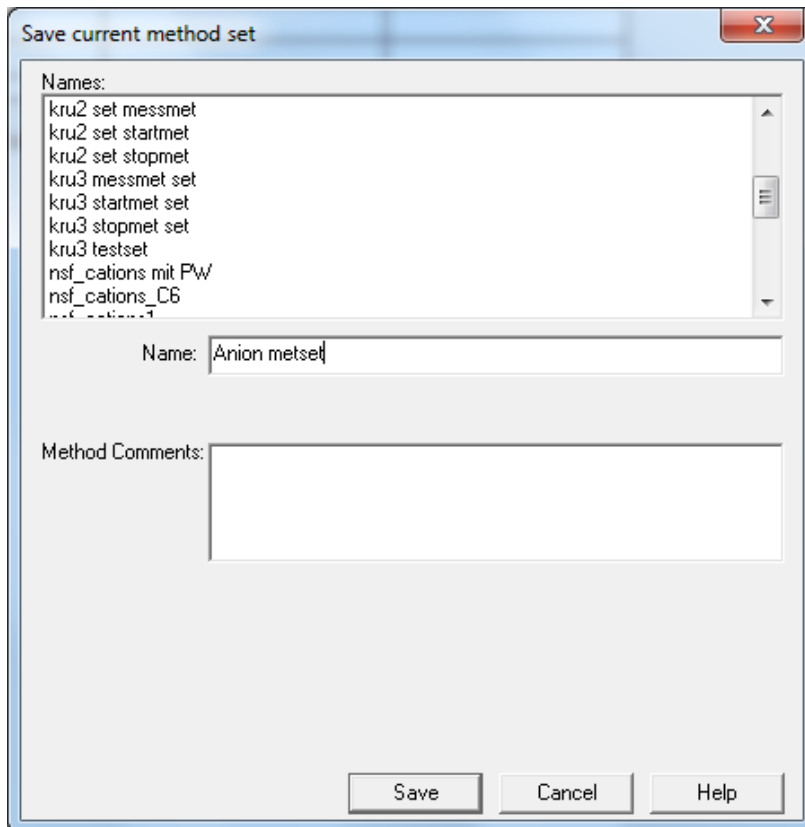 Save current method set
Names:
kru2 set messmet
kru2 set startmet
kru2 set stopmet
kru3 messmet set
kru3 startmet set
kru3 stopmet set
kru3 testset
nsf_cations mit PW
nsf_cations_C6
Name: Anion metset
Method Comments:
Save Cancel Help